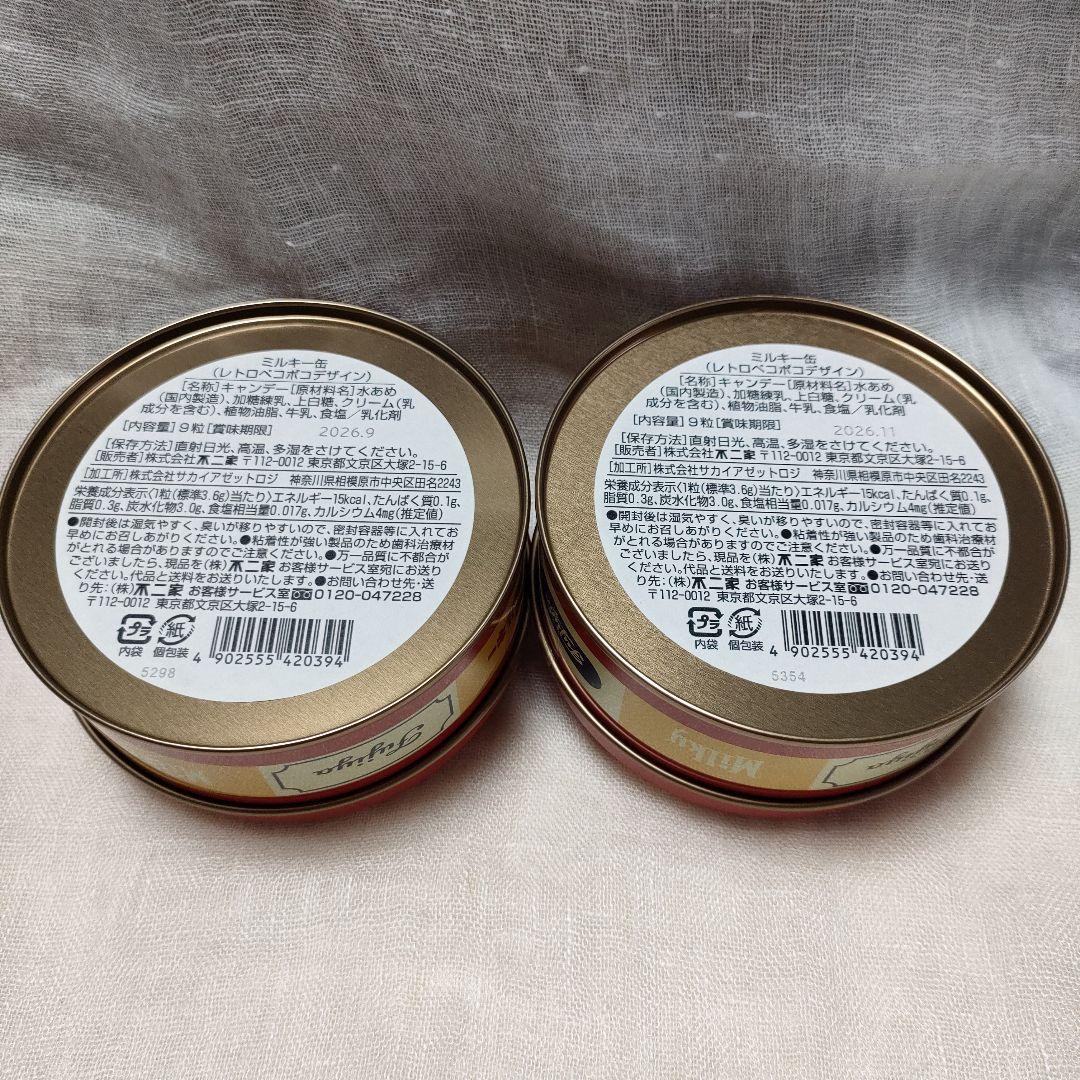 ミルキー缶
(レトロペコポコデザイン)
[名称]キャンデー[原材料名]水あめ
(国内製造)、加糖練乳、上白糖、クリーム(乳
成分を含む)、植物油脂、牛乳、食塩/乳化剤
[内容量]9粒[賞味期限] 2026.9
[保存方法]直射日光、高温、多湿をさけてください。
[販売者]株式会社不二家 〒112-0012 東京都文京区大塚2-15-6
[加工所]株式会社サカイアゼットロジ 神奈川県相模原市中央区田名2243
栄養成分表示〈1粒(標準3.6g)当たり〉エネルギー15kcal、たんぱく質0.1g、
脂質0.3g、炭水化物3.0g、食塩相当量0.017g、カルシウム4mg(推定値)
●開封後は湿気やすく、臭いが移りやすいので、密封容器等に入れてお
早めにお召しあがりください。●粘着性が強い製品のため歯科治療材
がとれる場合がありますのでご注意ください。●万一品質に不都合が
ございましたら、現品を(株)不二家 お客様サービス室宛にお送り
ください。代品と送料をお送りいたします。●お問い合わせ先・送
り先:(株)不二家 お客様サービス室 0120-047228
〒112-0012 東京都文京区大塚2-15-6
プラ 紙
内袋 個包装
4 902555 420394
5298
Fujiya
ミルキー缶
(レトロペコポコデザイン)
[名称]キャンデー[原材料名]水あめ
(国内製造)、加糖練乳、上白糖、クリーム(乳
成分を含む)、植物油脂、牛乳、食塩/乳化剤
[内容量]9粒[賞味期限] 2026.11
[保存方法]直射日光、高温、多湿をさけてください。
[販売者]株式会社不二家 〒112-0012 東京都文京区大塚2-15-6
[加工所]株式会社サカイアゼットロジ 神奈川県相模原市中央区田名2243
栄養成分表示〈1粒(標準3.6g)当たり〉エネルギー15kcal、たんぱく質0.1g、
脂質0.3g、炭水化物3.0g、食塩相当量0.017g、カルシウム4mg(推定値)
●開封後は湿気やすく、臭いが移りやすいので、密封容器等に入れてお
早めにお召しあがりください。●粘着性が強い製品のため歯科治療材
がとれる場合がありますのでご注意ください。●万一品質に不都合が
ございましたら、現品を(株)不二家 お客様サービス室宛にお送り
ください。代品と送料をお送りいたします。●お問い合わせ先・送
り先:(株)不二家 お客様サービス室 0120-047228
〒112-0012 東京都文京区大塚2-15-6
プラ 紙
内袋 個包装
4 902555 420394
5354
Milky
Fujiya